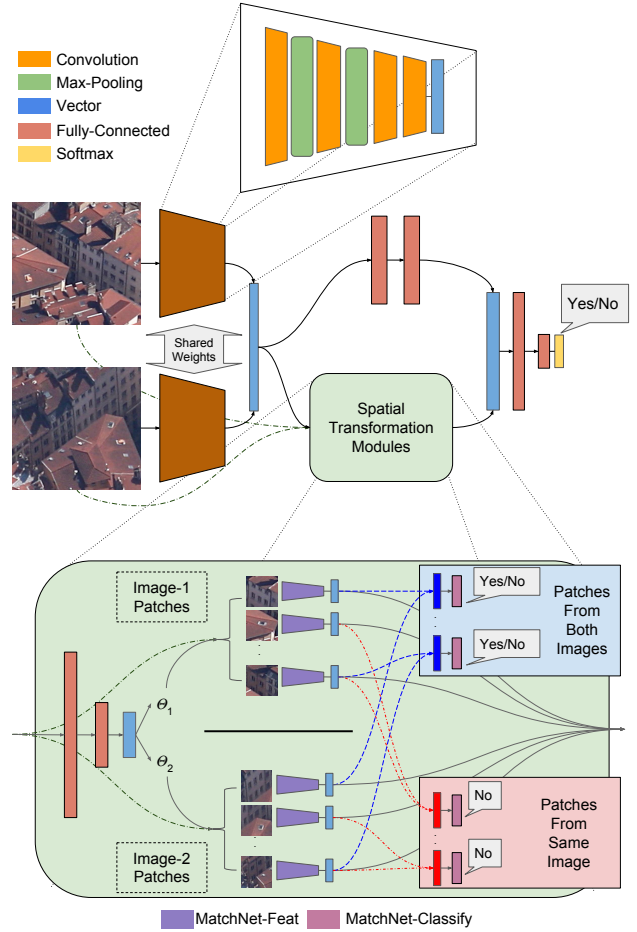 Convolution
Max-Pooling
Vector
Fully-Connected
Softmax
Yes/No
Shared
Weights
Spatial
Transformation
Modules
Image-1
Patches
Yes/No
Yes/No
Patches
From
Both
Images
Θ1
Θ2
Image-2
Patches
No
No
Patches
From
Same
Image
MatchNet-Feat
MatchNet-Classify